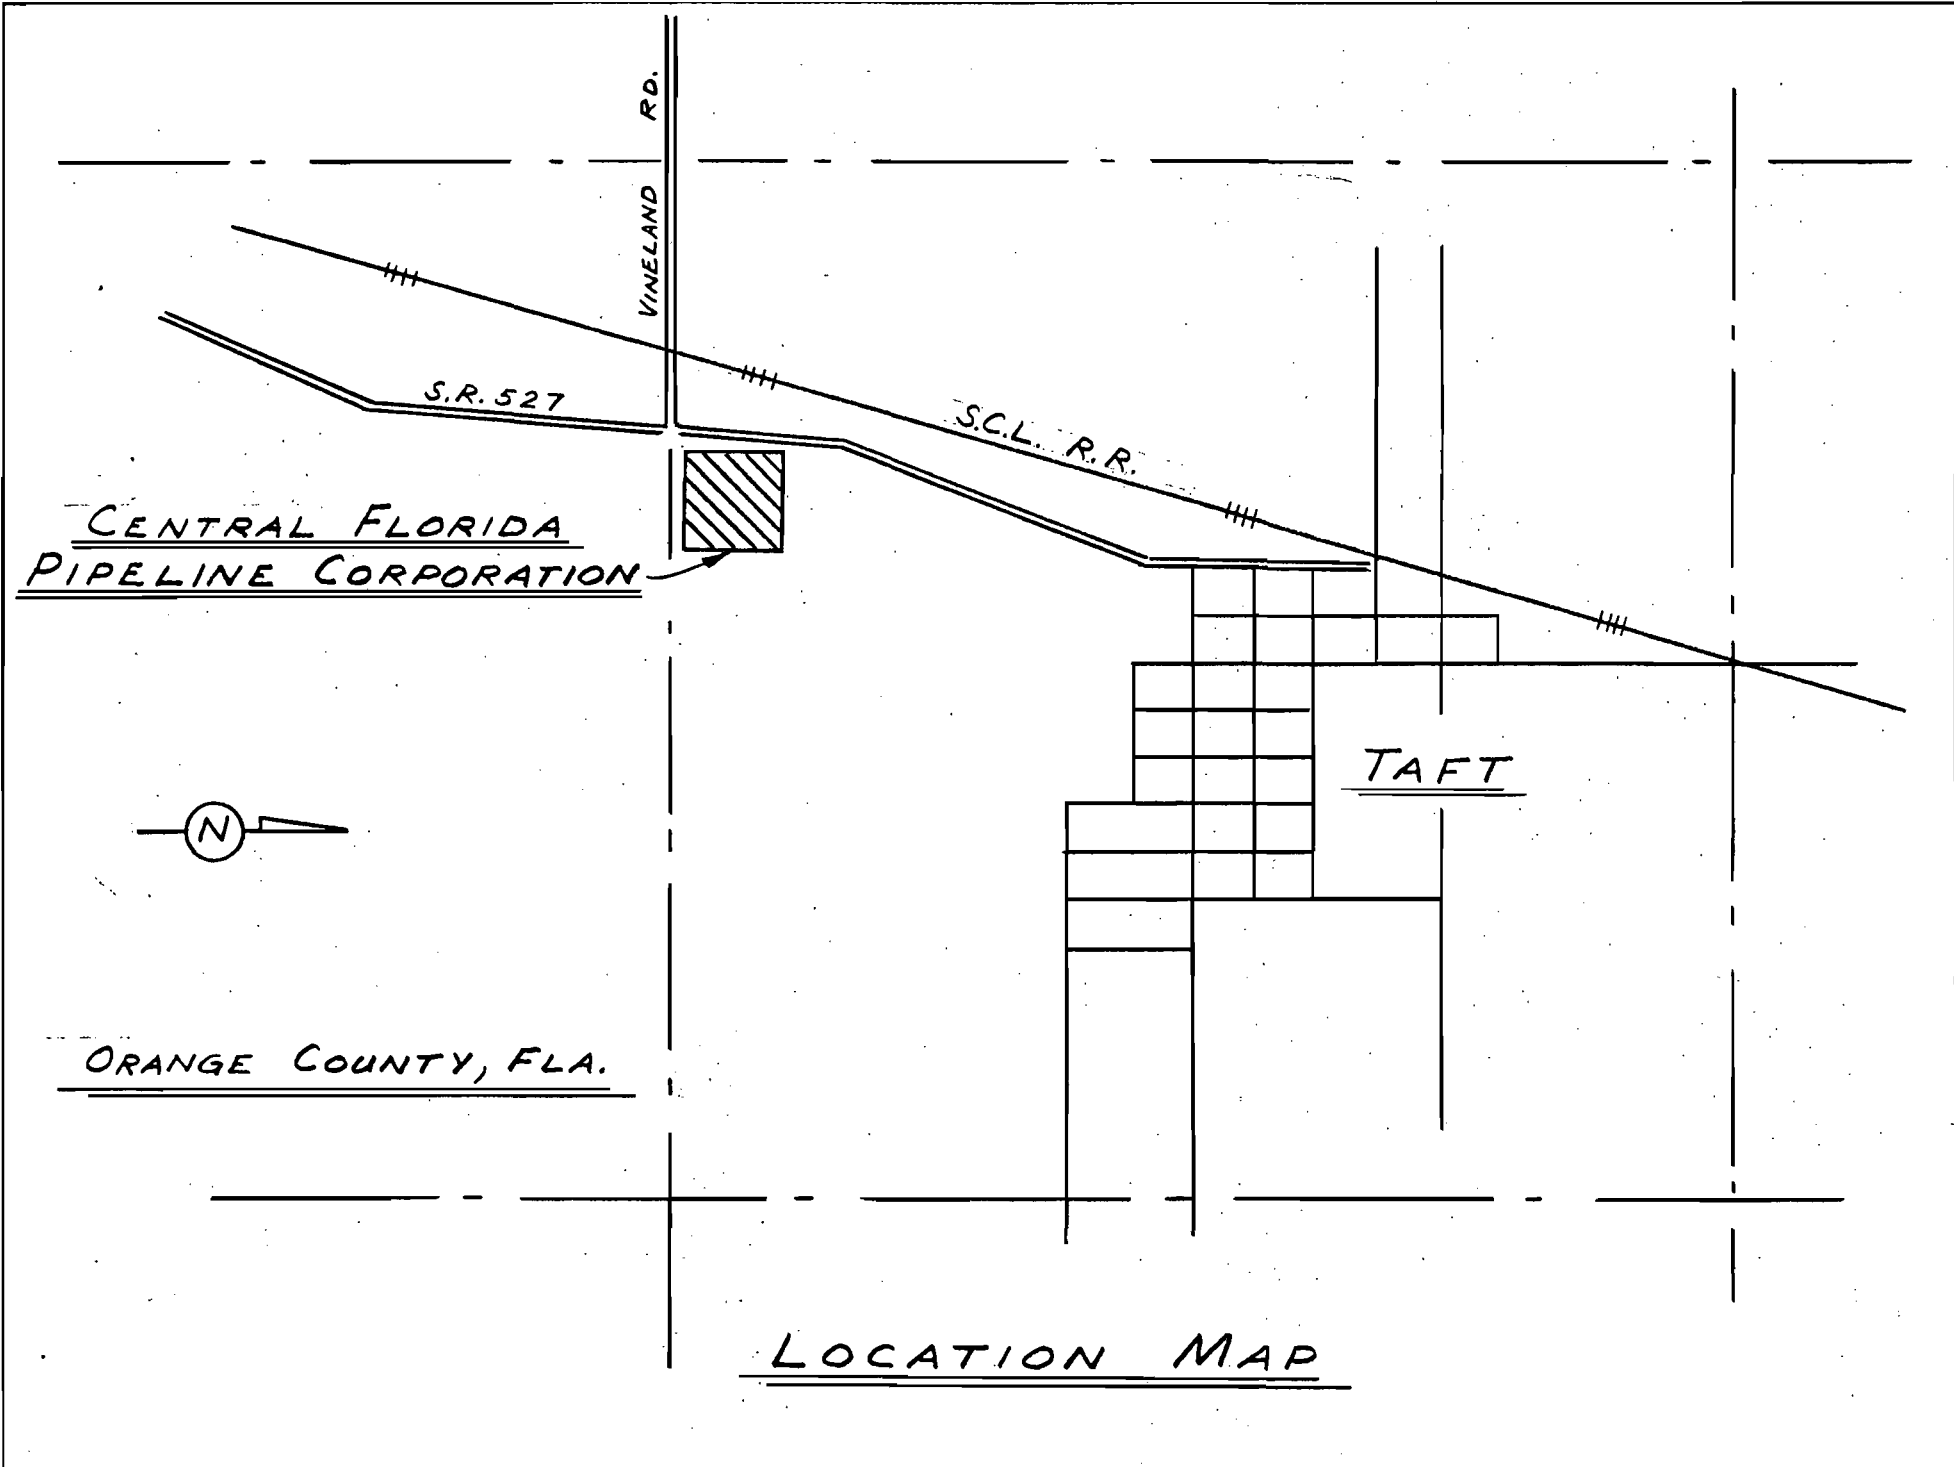 VINELAND RD.
S.R. 527
S.C.L. R.R.
CENTRAL FLORIDA
PIPELINE CORPORATION
TAFT
N
ORANGE COUNTY, FLA.
LOCATION MAP